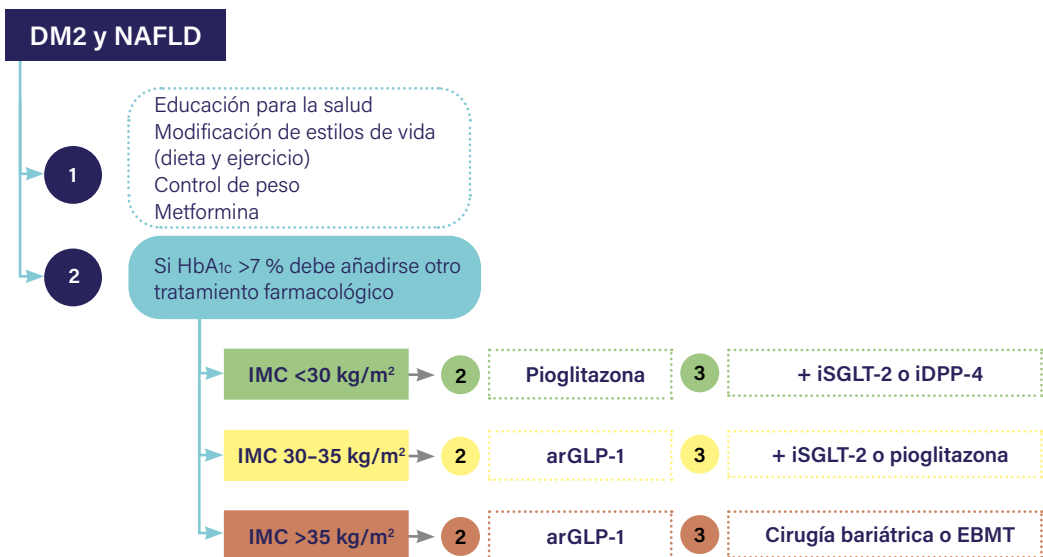 DM2 y NAFLD
1
Educación para la salud
Modificación de estilos de vida
(dieta y ejercicio)
Control de peso
Metformina
2
Si HbA1c >7 % debe añadirse otro
tratamiento farmacológico
IMC <30 kg/m²
2
Pioglitazona
3
+ iSGLT-2 o iDPP-4
IMC 30–35 kg/m²
2
arGLP-1
3
+ iSGLT-2 o pioglitazona
IMC >35 kg/m²
2
arGLP-1
3
Cirugía bariátrica o EBMT